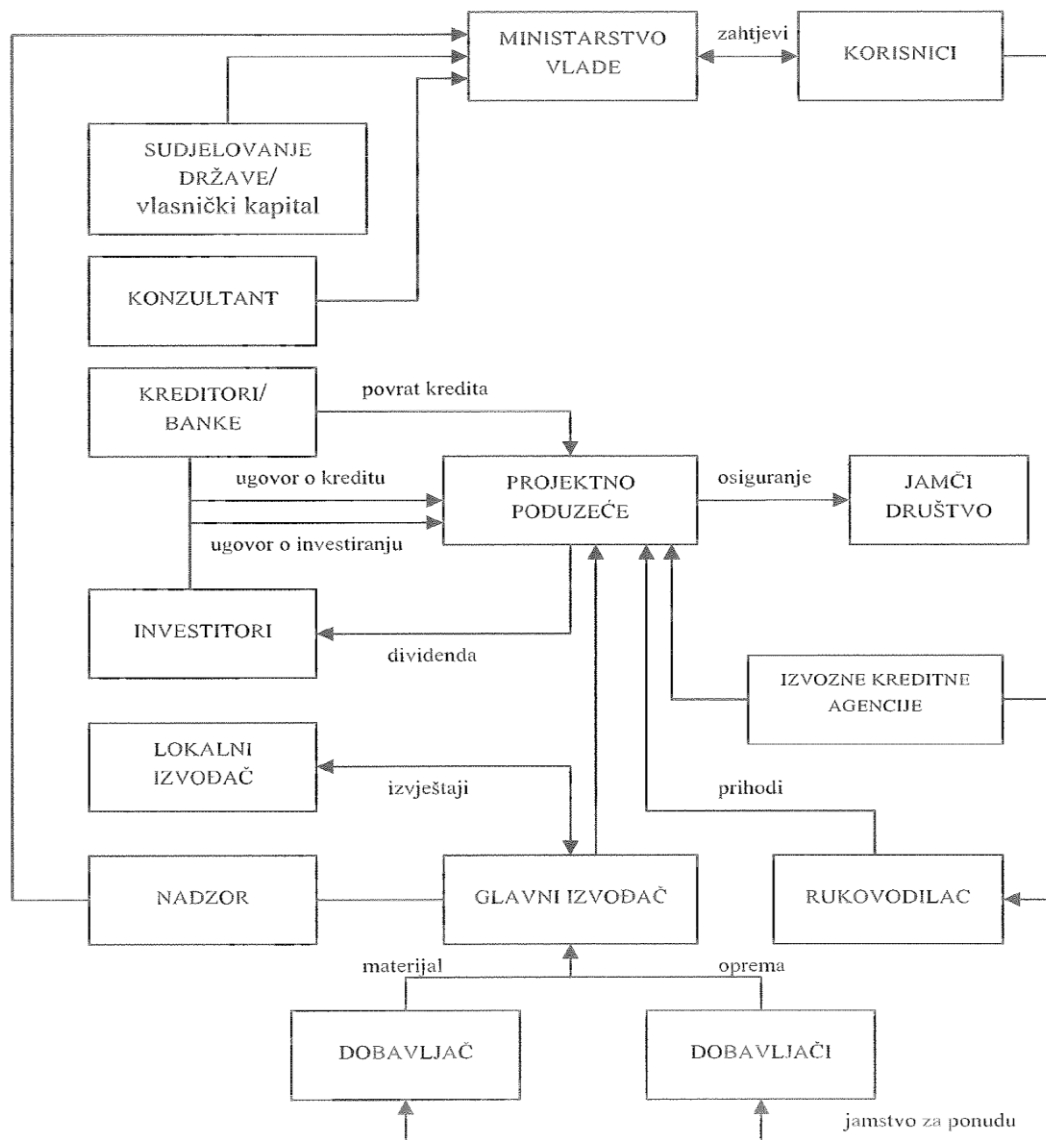 MINISTARSTVO
VLADE
zahtjevi
KORISNICI
SUDJELOVANJE
DRŽAVE/
vlasnički kapital
KONZULTANT
KREDITORI/
BANKE
povrat kredita
ugovor o kreditu
ugovor o investiranju
PROJEKTNO
PODUZEĆE
osiguranje
JAMČI
DRUŠTVO
INVESTITORI
dividenda
IZVOZNE KREDITNE
AGENCIJE
LOKALNI
IZVOĐAČ
izvještaji
prihodi
NADZOR
GLAVNI IZVOĐAČ
RUKOVODILAC
materijal
oprema
DOBAVLJAČ
DOBAVLJAČI
jamstvo za ponudu